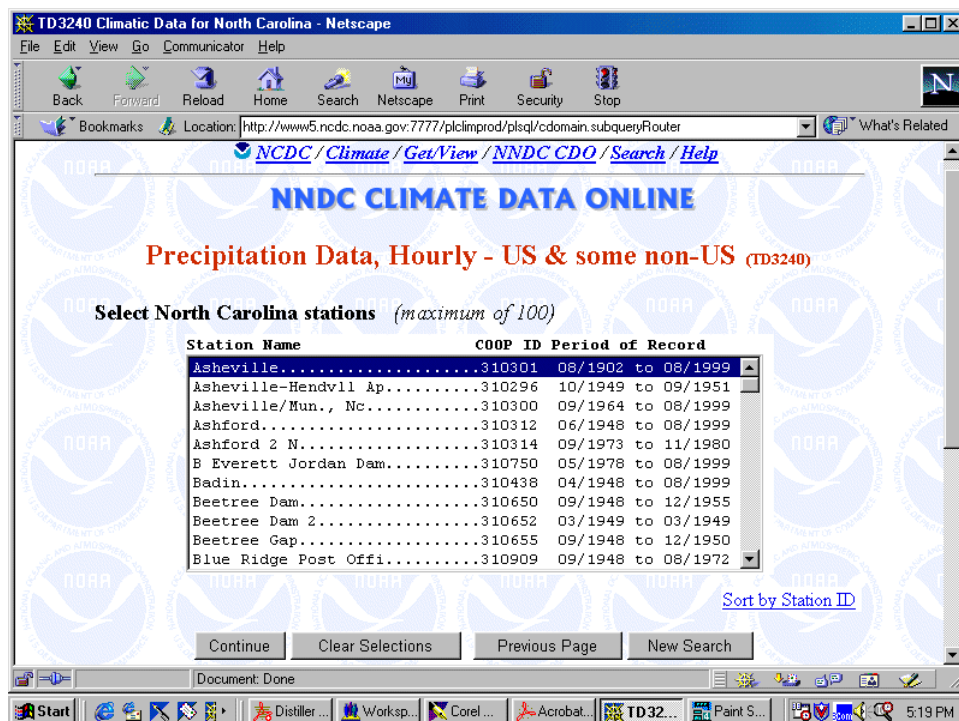 TD3240 Climatic Data for North Carolina - Netscape
File Edit View Go Communicator Help
Back Forward Reload Home Search Netscape Print Security Stop
My
N
Bookmarks Location: http://www5.ncdc.noaa.gov:7777/plclimprod/plsql/cdomain.subqueryRouter What's Related
NCDC / Climate / Get/View / NNDC CDO / Search / Help
NNDC CLIMATE DATA ONLINE
Precipitation Data, Hourly - US & some non-US (TD3240)
Select North Carolina stations (maximum of 100)
Station Name COOP ID Period of Record
Asheville.....................310301 08/1902 to 08/1999
Asheville-Hendvll Ap..........310296 10/1949 to 09/1951
Asheville/Mun., Nc............310300 09/1964 to 08/1999
Ashford.......................310312 06/1948 to 08/1999
Ashford 2 N...................310314 09/1973 to 11/1980
B Everett Jordan Dam..........310750 05/1978 to 08/1999
Badin.........................310438 04/1948 to 08/1999
Beetree Dam...................310650 09/1948 to 12/1955
Beetree Dam 2.................310652 03/1949 to 03/1949
Beetree Gap...................310655 09/1948 to 12/1950
Blue Ridge Post Offi..........310909 09/1948 to 08/1972
Sort by Station ID
Continue Clear Selections Previous Page New Search
Document: Done
Start Distiller ... Worksp... Corel ... Acrobat... TD32... Paint S... 5:19 PM